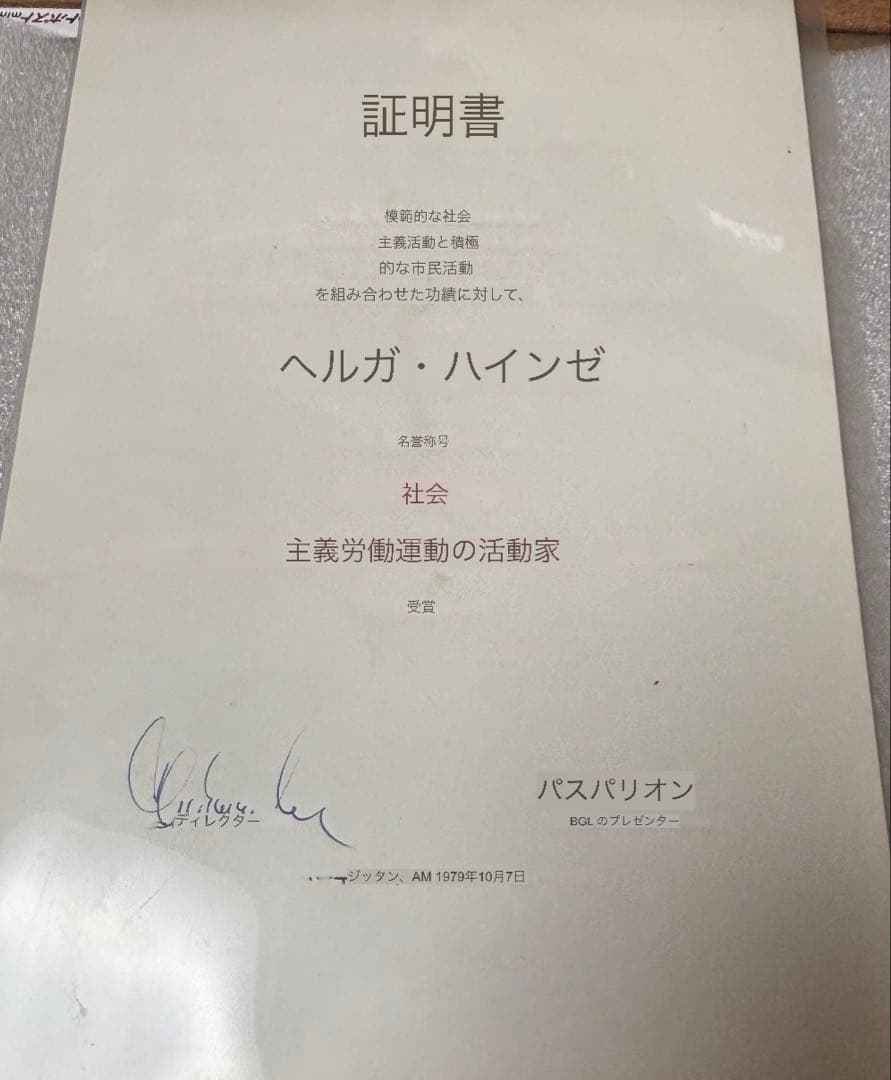 証明書
模範的な社会
主義活動と積極
的な市民活動
を組み合わせた功績に対して、
ヘルガ・ハインゼ
名誉称号
社会
主義労働運動の活動家
受賞
ディレクター
パスパリオン
BGL のプレゼンター
ジッタン、AM 1979年10月7日